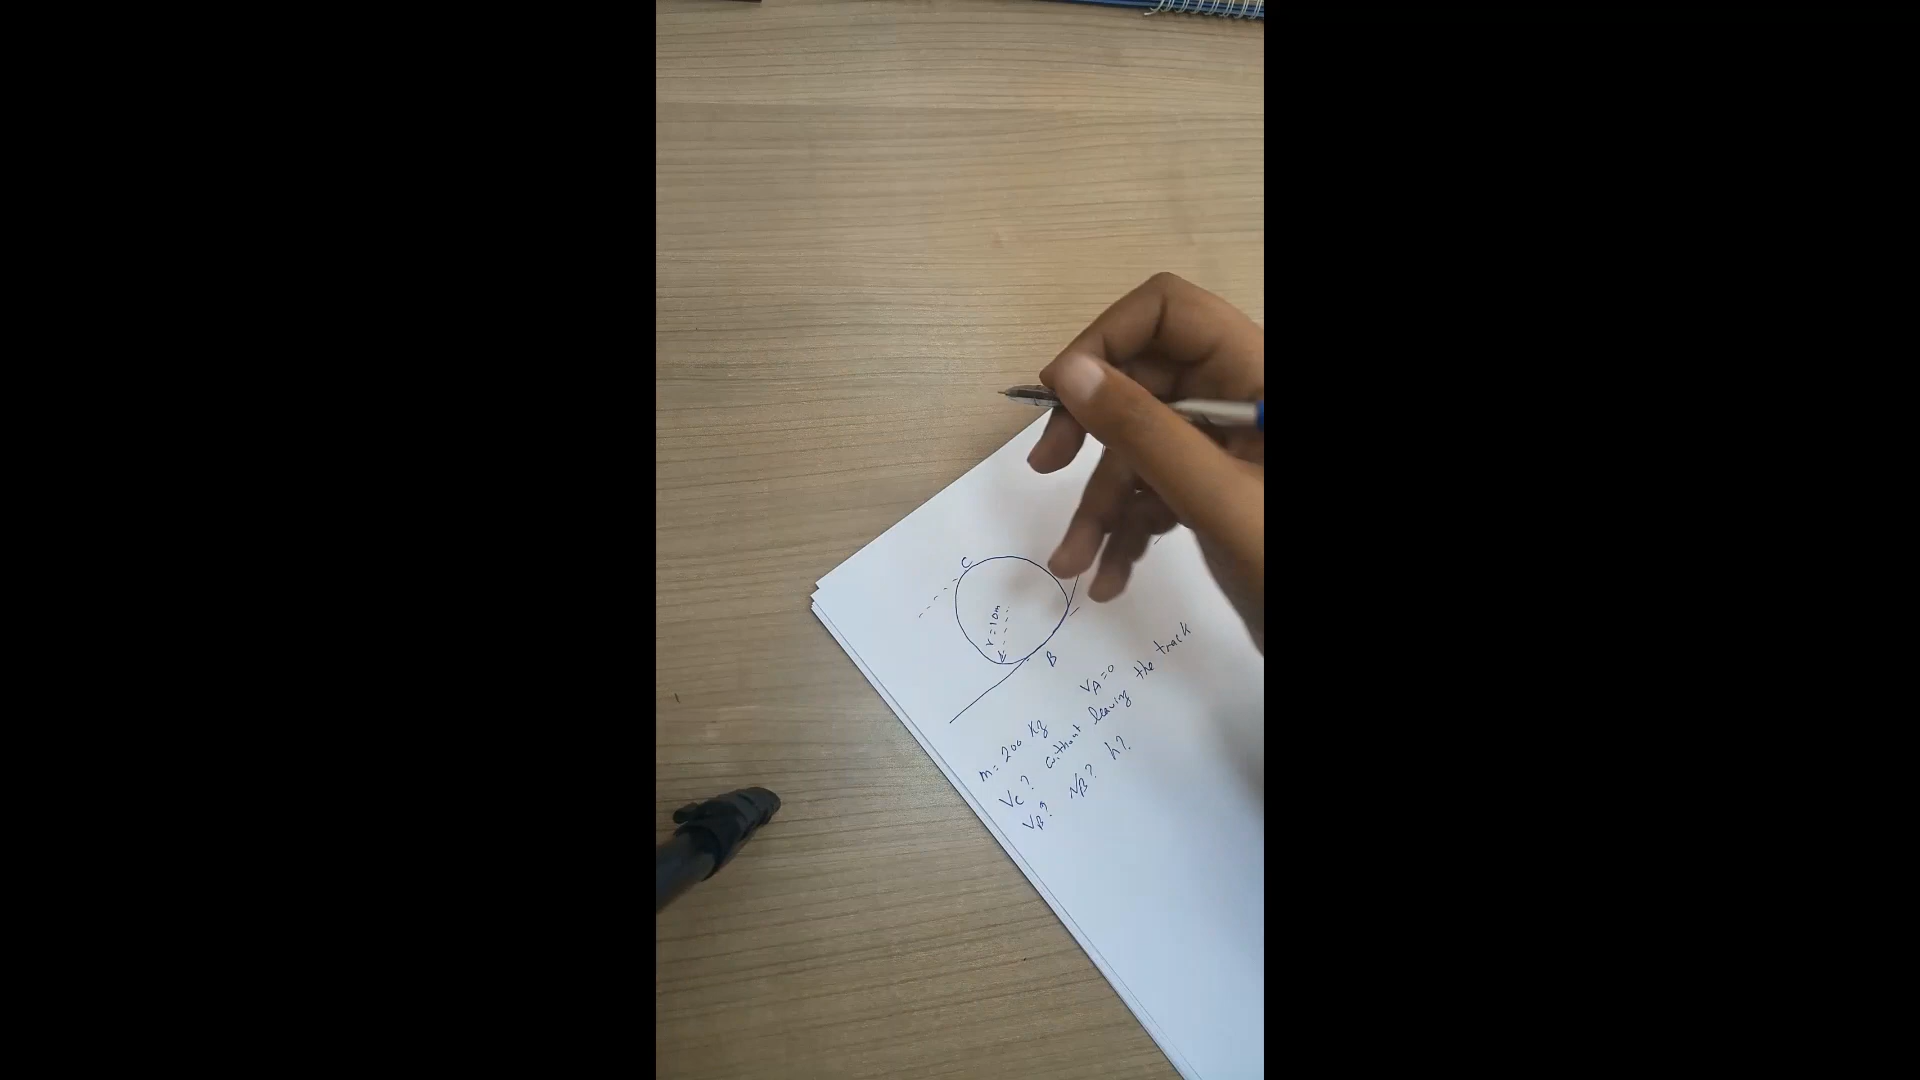 C
r=10m
B
m=200 Kg VA=0
VC? without leaving the track
VB? NB? h?